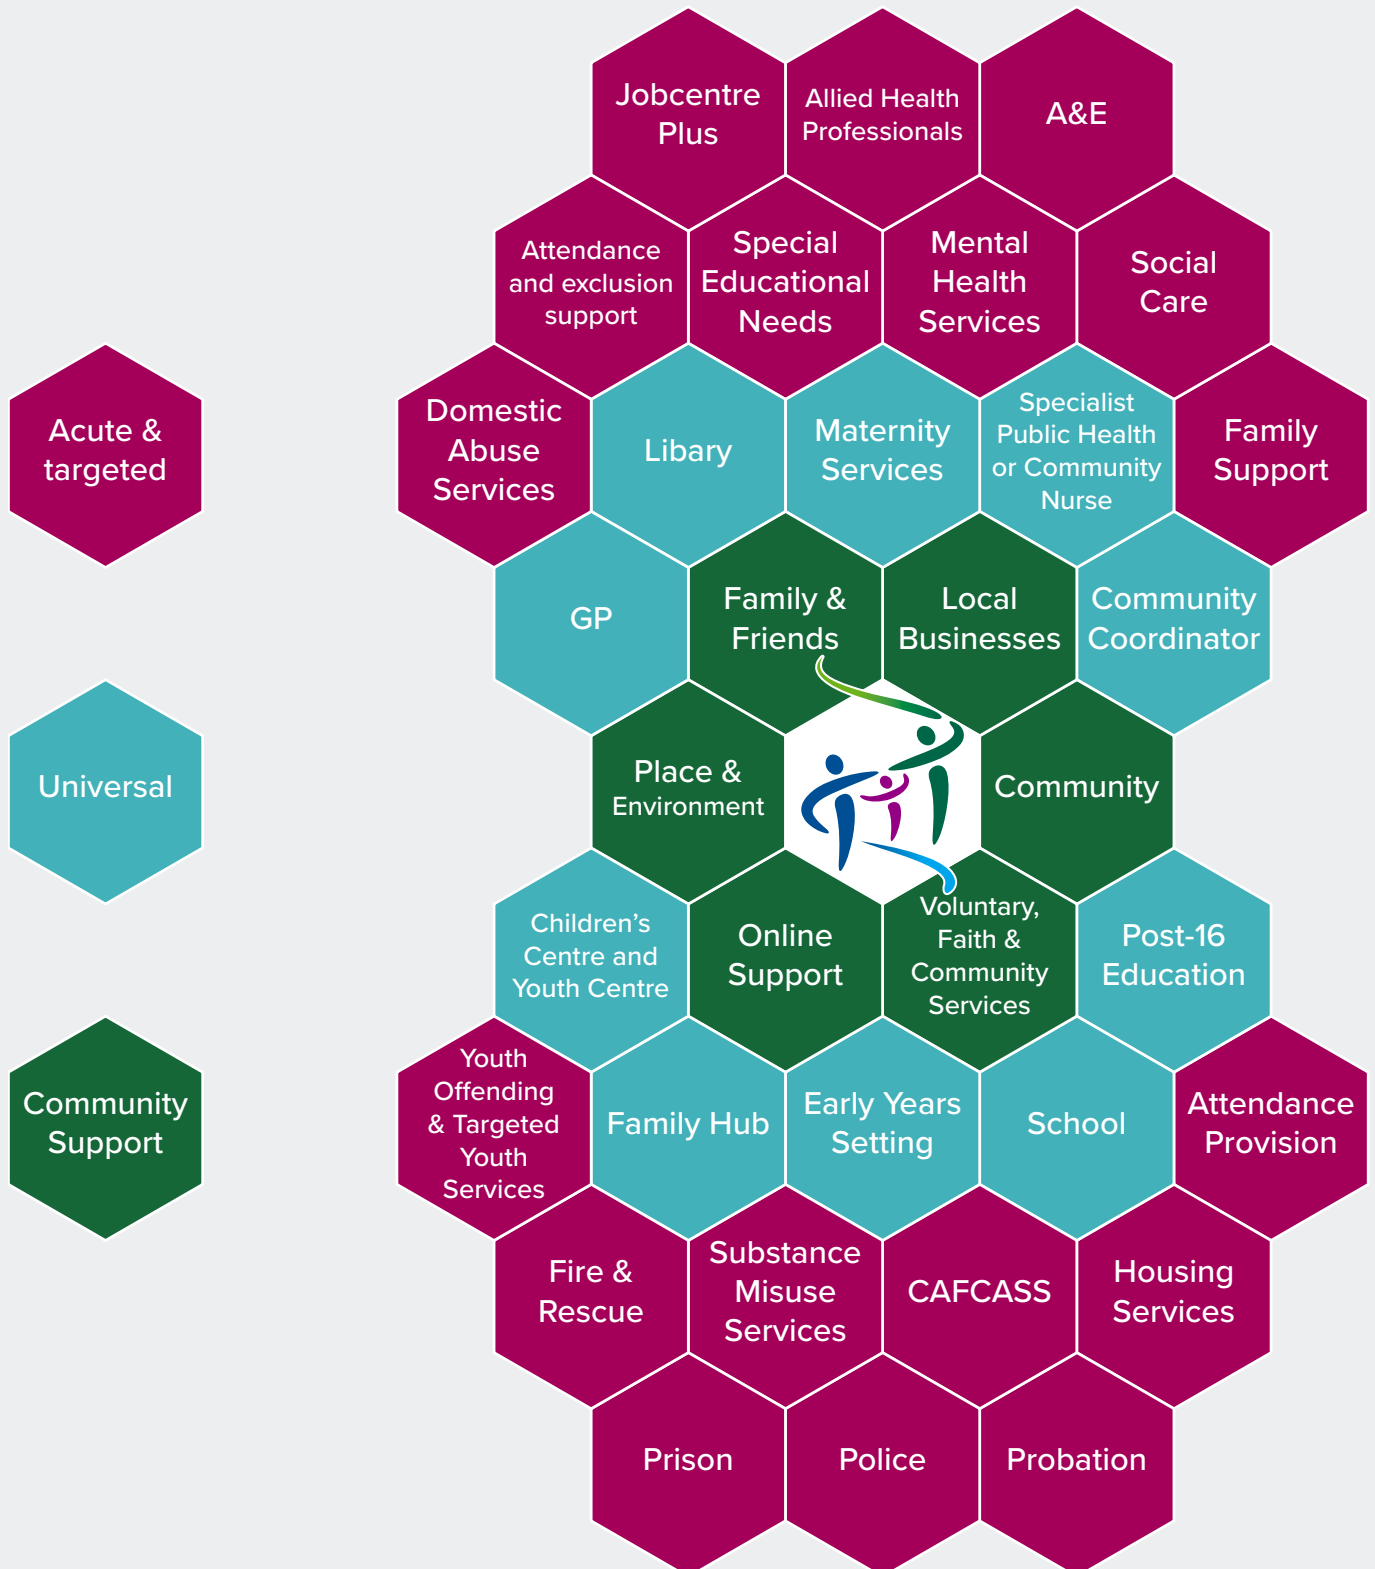 Jobcentre
Plus
Allied Health
Professionals
A&E
Attendance
and exclusion
support
Special
Educational
Needs
Mental
Health
Services
Social
Care
Acute &
targeted
Domestic
Abuse
Services
Libary
Maternity
Services
Specialist
Public Health
or Community
Nurse
Family
Support
GP
Family &
Friends
Local
Businesses
Community
Coordinator
Universal
Place &
Environment
Community
Children’s
Centre and
Youth Centre
Online
Support
Voluntary,
Faith &
Community
Services
Post-16
Education
Community
Support
Youth
Offending
& Targeted
Youth
Services
Family Hub
Early Years
Setting
School
Attendance
Provision
Fire &
Rescue
Substance
Misuse
Services
CAFCASS
Housing
Services
Prison
Police
Probation